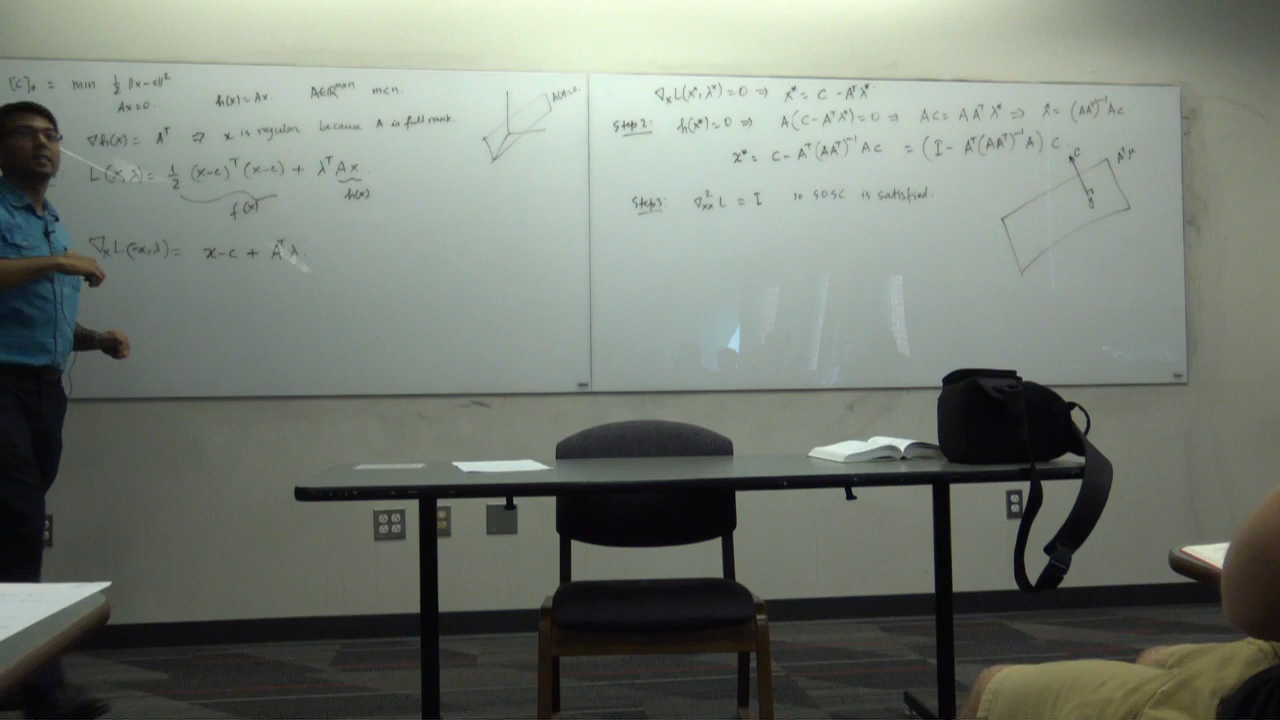 [c]₊ = min ½ ||x-c||²
Ax=0. h(x)=Ax. A∈ℝ^{m×n} m<n.
∇h(x) = Aᵀ ⇒ x is regular because A is full rank.
L(x,λ) = ½ (x-c)ᵀ(x-c) + λᵀAx
f(x) h(x)
∇ₓL(x,λ) = x-c + Aᵀλ.
∇ₓL(x*,λ*)=0 ⇒ x* = c - Aᵀλ*.
Step 2: h(x*)=0 ⇒ A(c-Aᵀλ*)=0 ⇒ Ac = AAᵀλ* ⇒ λ* = (AAᵀ)⁻¹Ac
x* = c - Aᵀ(AAᵀ)⁻¹Ac = (I - Aᵀ(AAᵀ)⁻¹A)c
Step 3: ∇²ₓₓL = I so SOSC is satisfied.
c